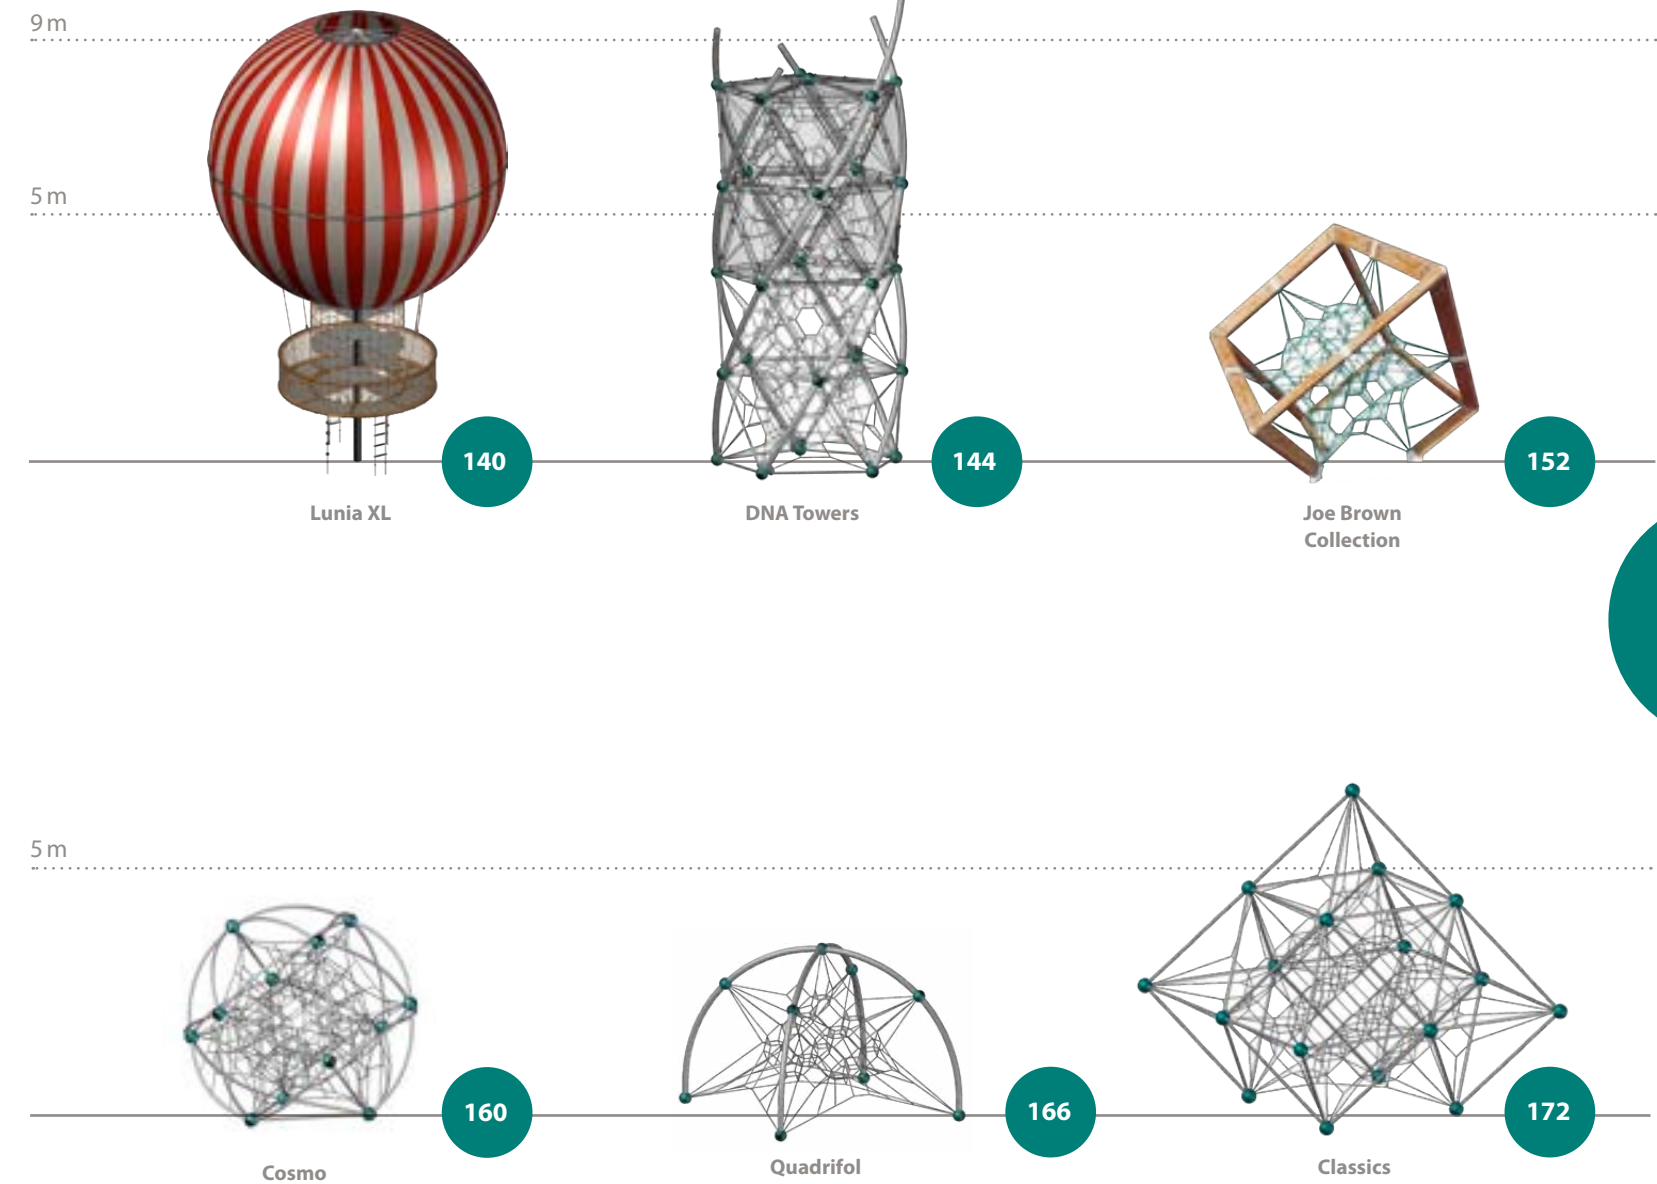 9 m
5 m
140
144
152
Lunia XL
DNA Towers
Joe Brown
Collection
5 m
160
166
172
Cosmo
Quadrifol
Classics